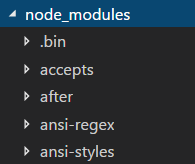 node_modules
.bin
accepts
after
ansi-regex
ansi-styles